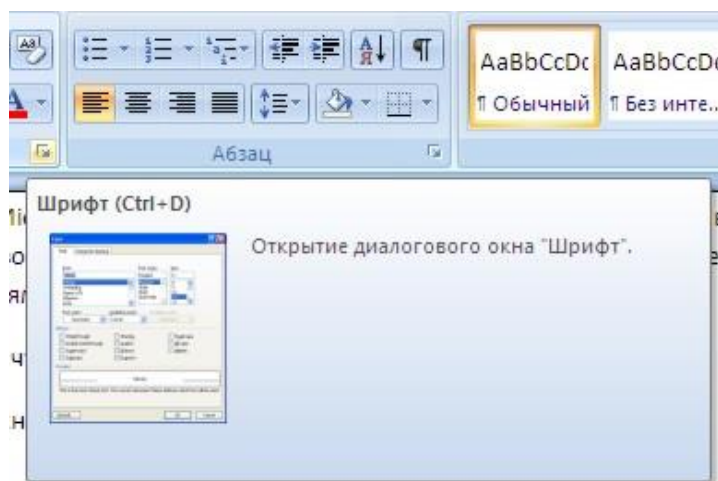 AaBbCcDc AaBbCcDc
¶ Обычный ¶ Без инте...
Абзац
Шрифт (Ctrl+D)
Открытие диалогового окна "Шрифт".